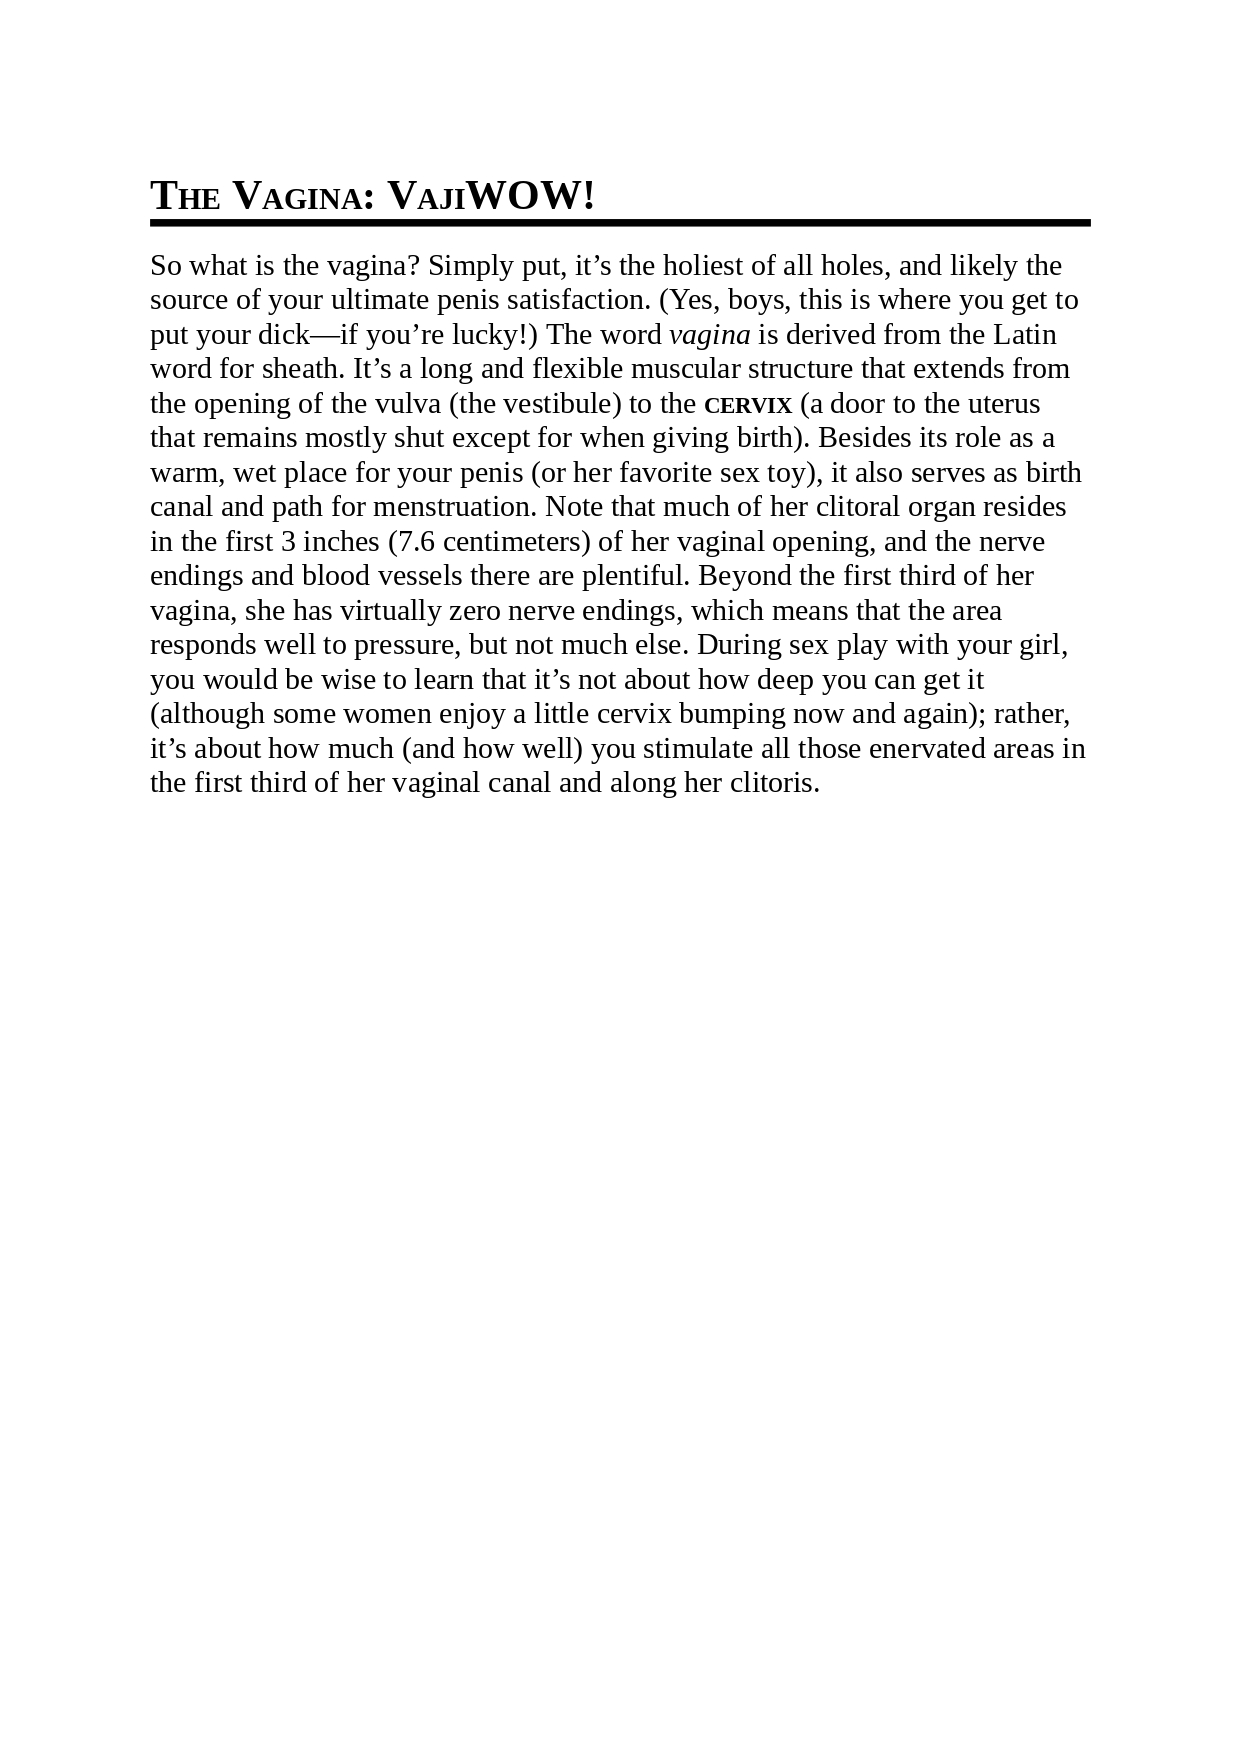 THE VAGINA: VAJIWOW!
So what is the vagina? Simply put, it’s the holiest of all holes, and likely the
source of your ultimate penis satisfaction. (Yes, boys, this is where you get to
put your dick—if you’re lucky!) The word vagina is derived from the Latin
word for sheath. It’s a long and flexible muscular structure that extends from
the opening of the vulva (the vestibule) to the CERVIX (a door to the uterus
that remains mostly shut except for when giving birth). Besides its role as a
warm, wet place for your penis (or her favorite sex toy), it also serves as birth
canal and path for menstruation. Note that much of her clitoral organ resides
in the first 3 inches (7.6 centimeters) of her vaginal opening, and the nerve
endings and blood vessels there are plentiful. Beyond the first third of her
vagina, she has virtually zero nerve endings, which means that the area
responds well to pressure, but not much else. During sex play with your girl,
you would be wise to learn that it’s not about how deep you can get it
(although some women enjoy a little cervix bumping now and again); rather,
it’s about how much (and how well) you stimulate all those enervated areas in
the first third of her vaginal canal and along her clitoris.